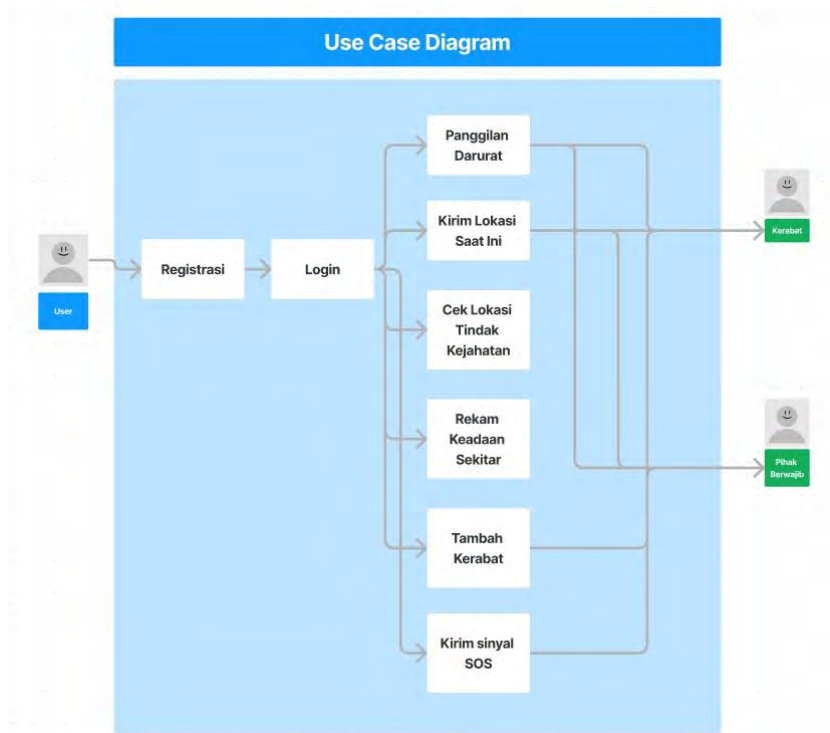 Use Case Diagram
User
Registrasi
Login
Panggilan
Darurat
Kirim Lokasi
Saat Ini
Cek Lokasi
Tindak
Kejahatan
Rekam
Keadaan
Sekitar
Tambah
Kerabat
Kirim sinyal
SOS
Kerabat
Pihak
Berwajib